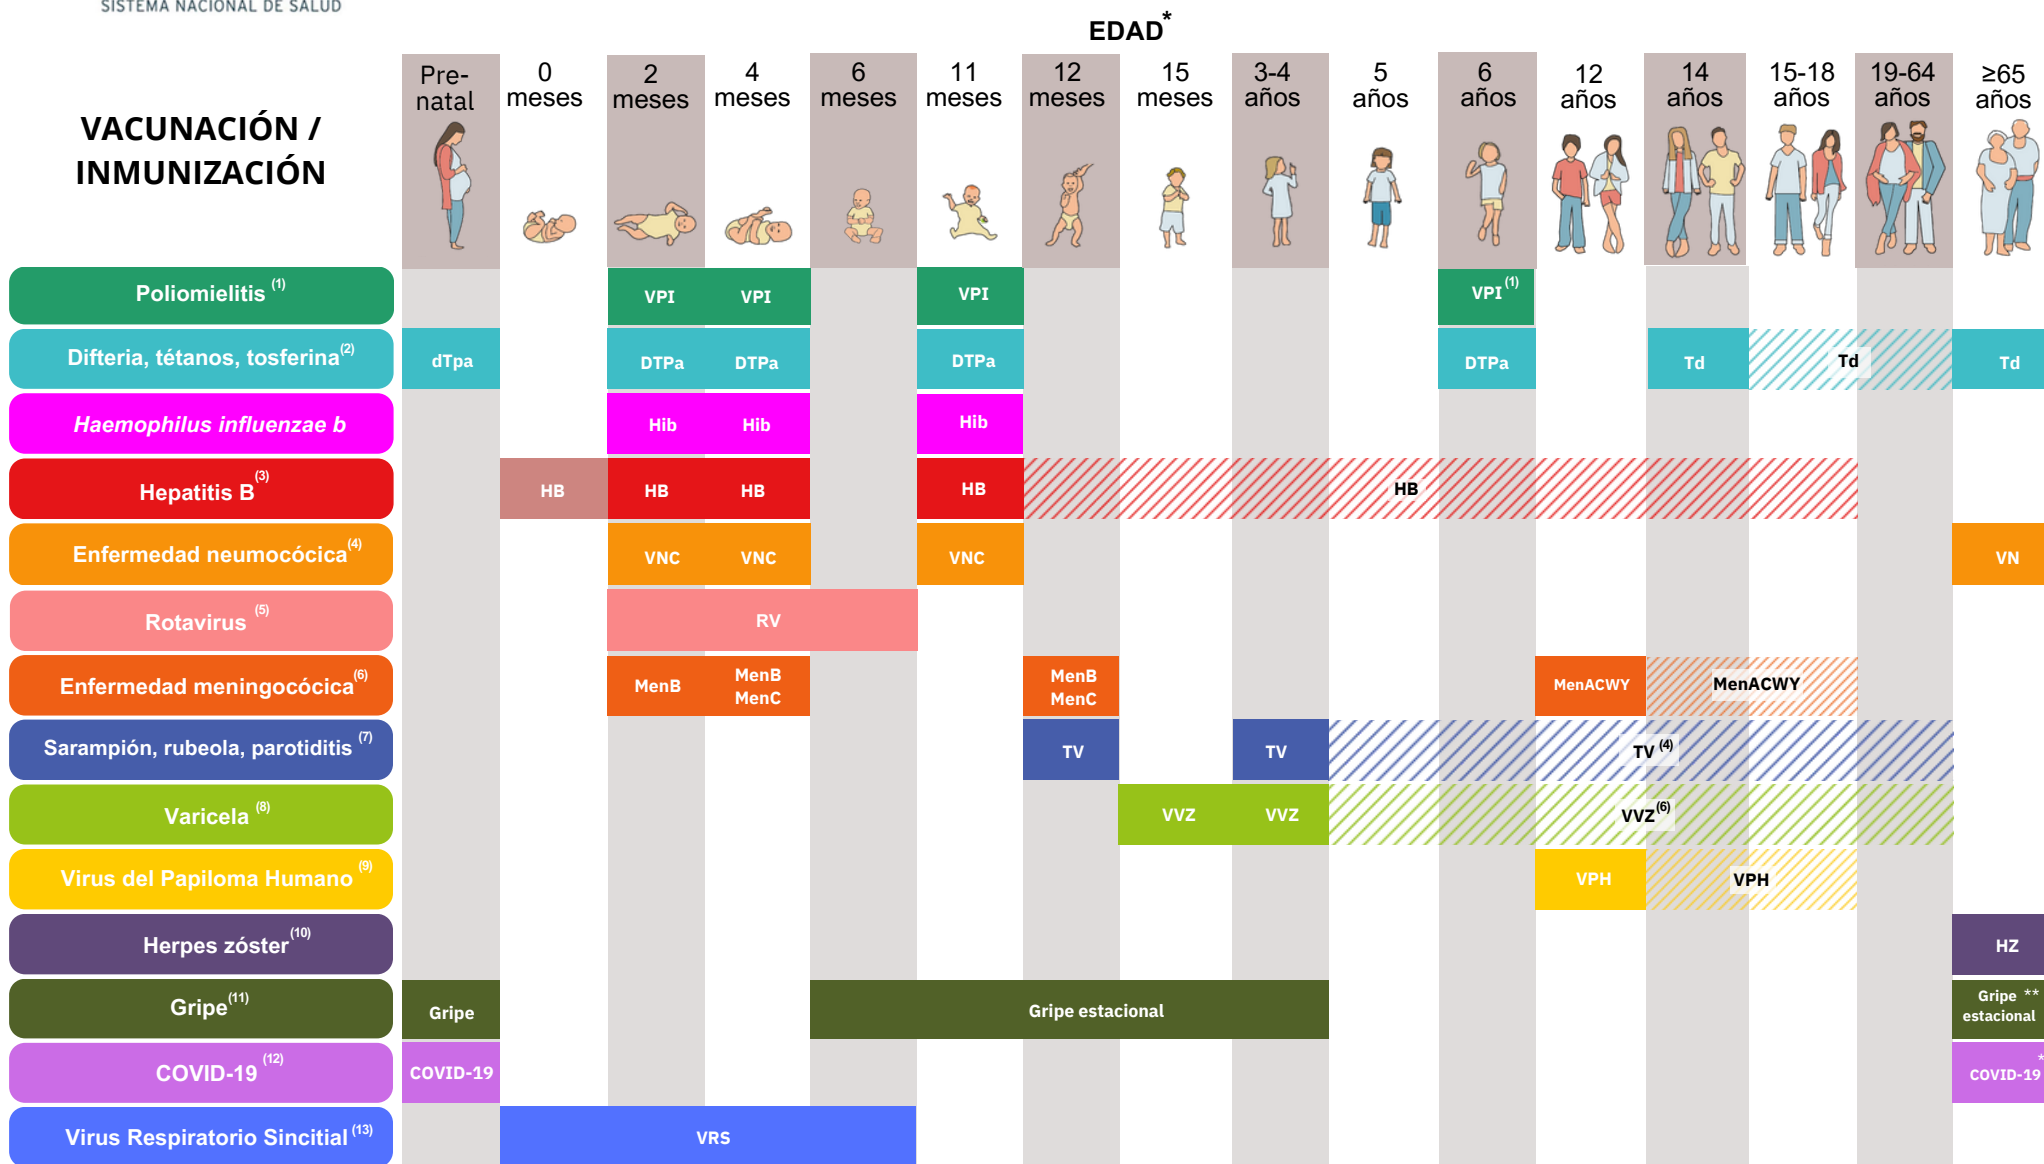 SISTEMA NACIONAL DE SALUD
EDAD*
VACUNACIÓN /
INMUNIZACIÓN
Pre-
natal
0
meses
2
meses
4
meses
6
meses
11
meses
12
meses
15
meses
3-4
años
5
años
6
años
12
años
14
años
15-18
años
19-64
años
≥65
años
Poliomielitis (1)
VPI
VPI
VPI
VPI (1)
Difteria, tétanos, tosferina (2)
dTpa
DTPa
DTPa
DTPa
DTPa
Td
Td
Td
Haemophilus influenzae b
Hib
Hib
Hib
Hepatitis B (3)
HB
HB
HB
HB
HB
Enfermedad neumocócica (4)
VNC
VNC
VNC
VN
Rotavirus (5)
RV
Enfermedad meningocócica (6)
MenB
MenB
MenC
MenB
MenC
MenACWY
MenACWY
Sarampión, rubeola, parotiditis (7)
TV
TV
TV (4)
Varicela (8)
VVZ
VVZ
VVZ (6)
Virus del Papiloma Humano (9)
VPH
VPH
Herpes zóster (10)
HZ
Gripe (11)
Gripe
Gripe estacional
Gripe **
estacional
COVID-19 (12)
COVID-19
COVID-19 *
Virus Respiratorio Sincitial (13)
VRS